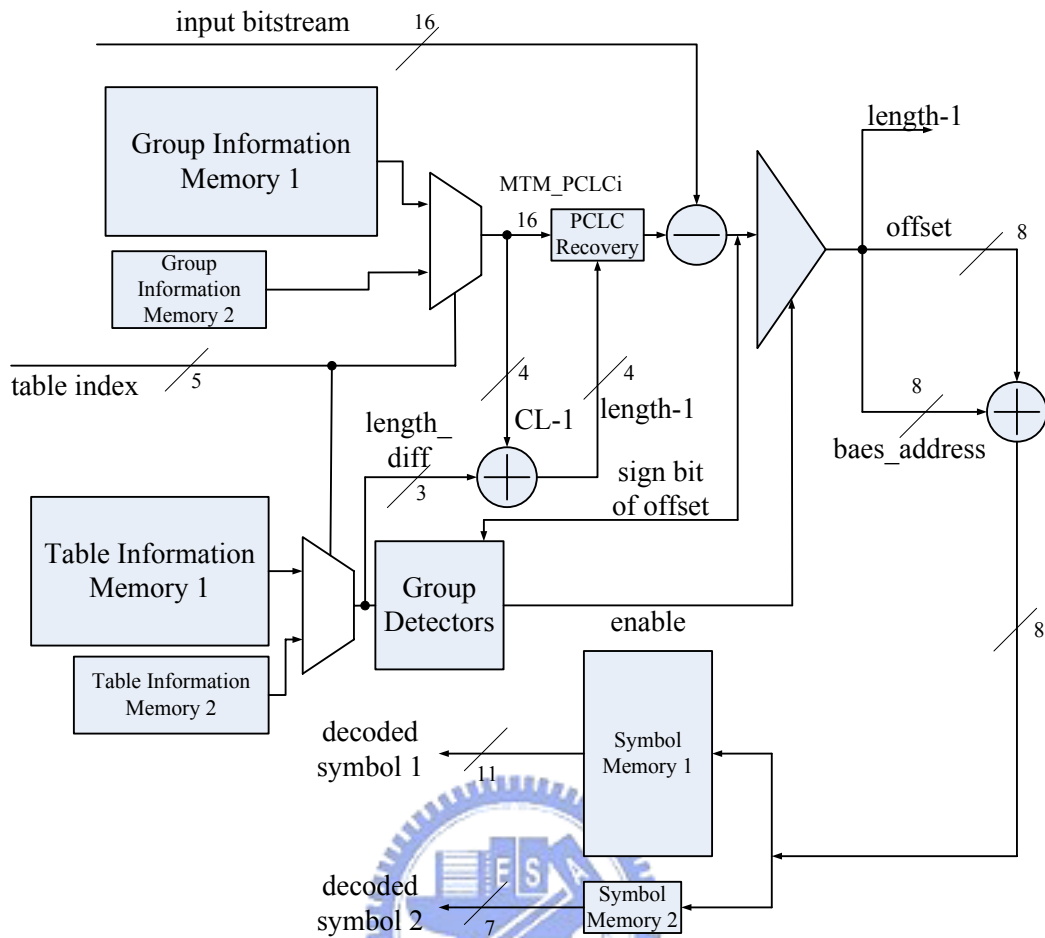 input bitstream
16
length-1
Group Information
Memory 1
MTM_PCLCi
16
PCLC
Recovery
offset
8
Group
Information
Memory 2
table index
5
4
4
CL-1
length-1
8
baes_address
length_
diff
3
sign bit
of offset
Table Information
Memory 1
Group
Detectors
enable
8
Table Information
Memory 2
decoded
symbol 1
11
Symbol
Memory 1
E S A
decoded
symbol 2
7
Symbol
Memory 2